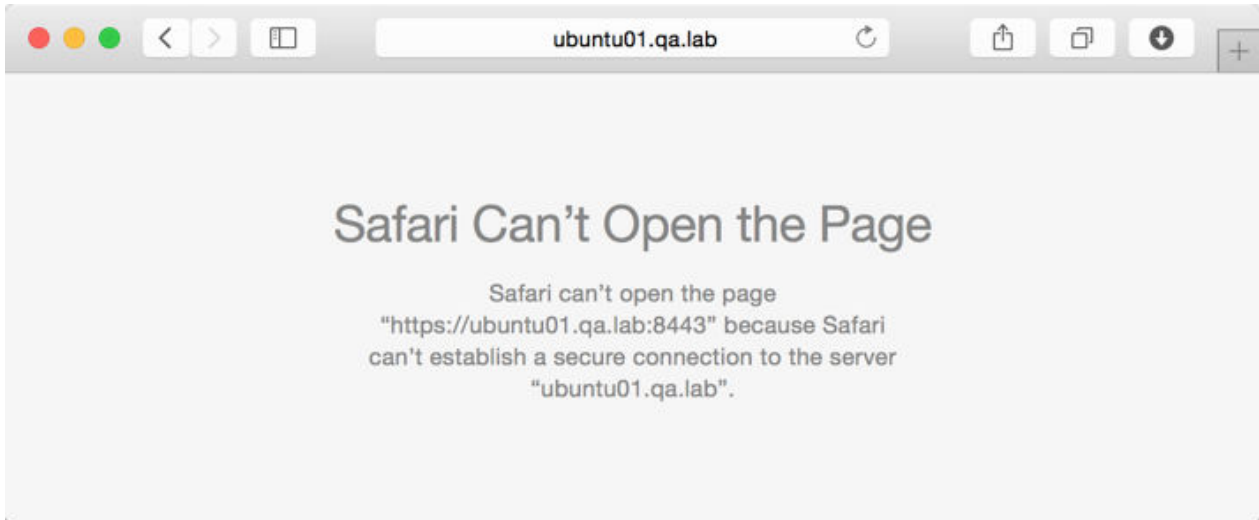 ubuntu01.qa.lab
Safari Can’t Open the Page
Safari can’t open the page
“https://ubuntu01.qa.lab:8443” because Safari
can’t establish a secure connection to the server
“ubuntu01.qa.lab”.